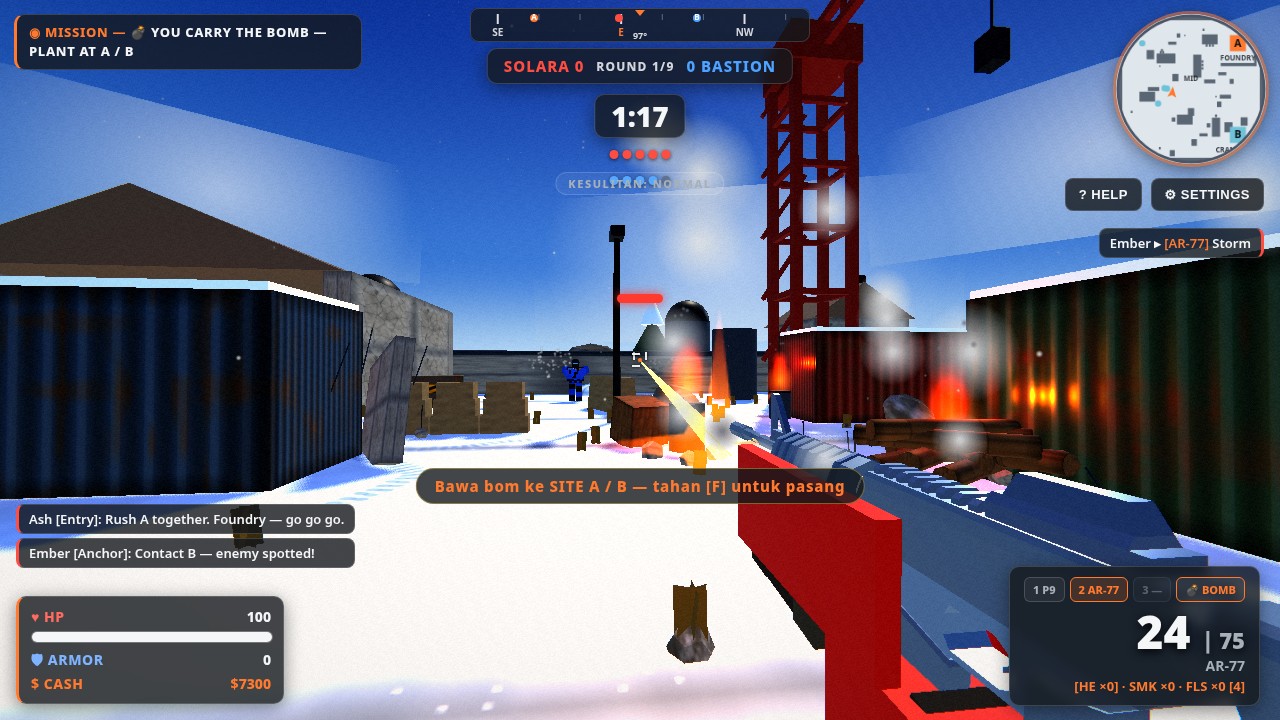 ◉ MISSION — 💣 YOU CARRY THE BOMB —
PLANT AT A / B
A B
SE E 97° NW
SOLARA 0 ROUND 1/9 0 BASTION
1:17
KESULITAN: NORMAL
A
FOUNDRY
MID
B
? HELP
⚙ SETTINGS
Ember ▸ [AR-77] Storm
Bawa bom ke SITE A / B — tahan [F] untuk pasang
Ash [Entry]: Rush A together. Foundry — go go go.
Ember [Anchor]: Contact B — enemy spotted!
♥ HP 100
🛡 ARMOR 0
$ CASH $7300
1 P9 2 AR-77 3 — 💣 BOMB
24 | 75
AR-77
[HE ×0] · SMK ×0 · FLS ×0 [4]